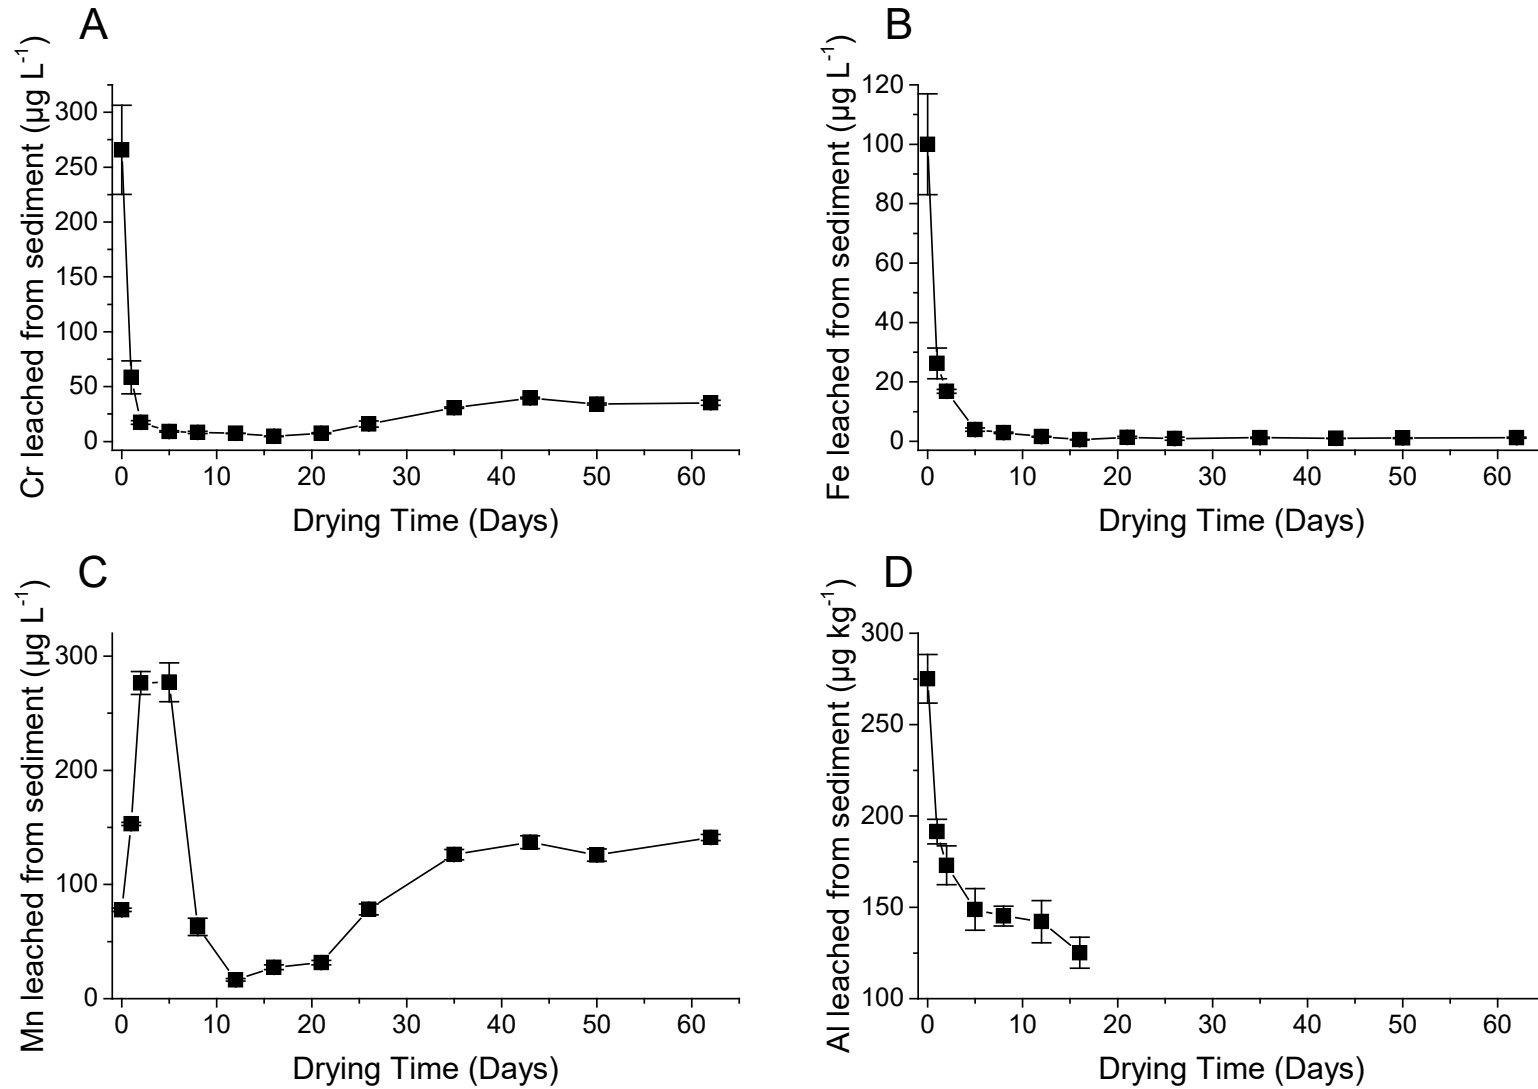 A
Cr leached from sediment (µg L-1)
300
250
200
150
100
50
0
0 10 20 30 40 50 60
Drying Time (Days)
B
Fe leached from sediment (µg L-1)
120
100
80
60
40
20
0
0 10 20 30 40 50 60
Drying Time (Days)
C
Mn leached from sediment (µg L-1)
300
200
100
0
0 10 20 30 40 50 60
Drying Time (Days)
D
Al leached from sediment (µg kg-1)
300
250
200
150
100
0 10 20 30 40 50 60
Drying Time (Days)